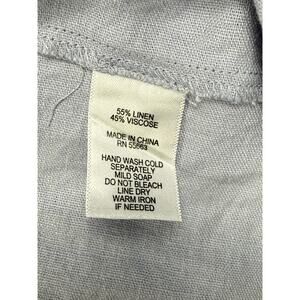 55% LINEN
45% VISCOSE
MADE IN CHINA
RN 55663
HAND WASH COLD
SEPARATELY
MILD SOAP
DO NOT BLEACH
LINE DRY
WARM IRON
IF NEEDED